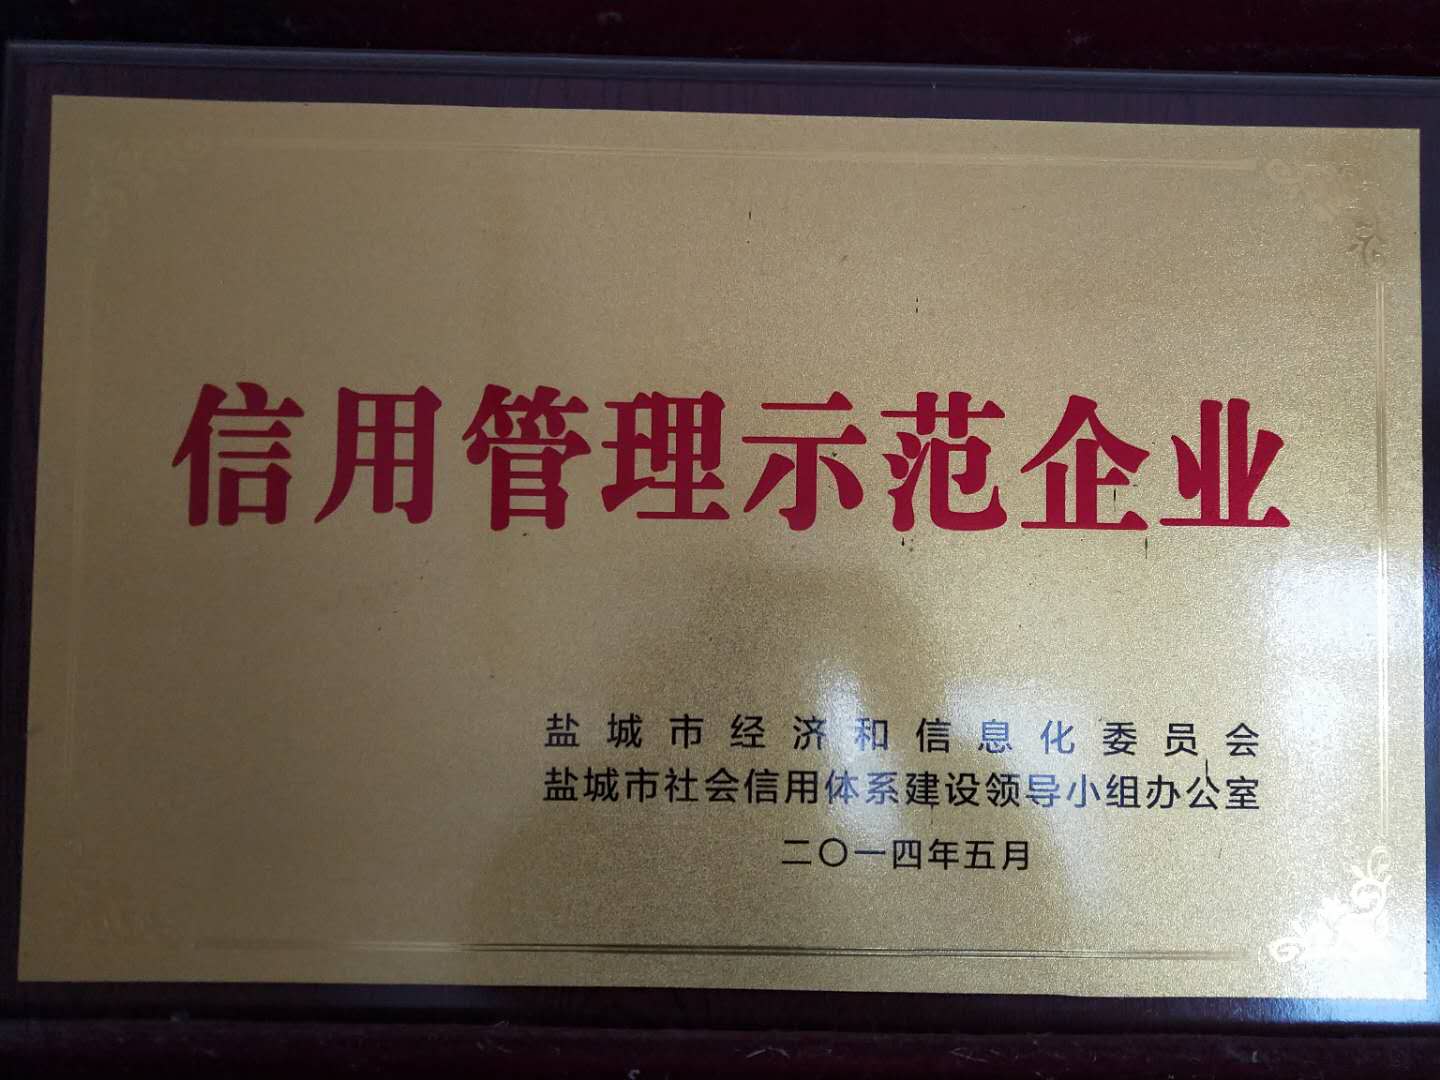 信用管理示范企业
盐城市经济和信息化委员会
盐城市社会信用体系建设领导小组办公室
二〇一四年五月